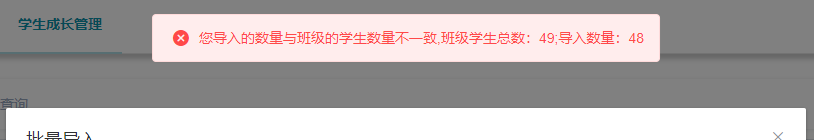 学生成长管理
您导入的数量与班级的学生数量不一致,班级学生总数：49;导入数量：48
查询
批量导入